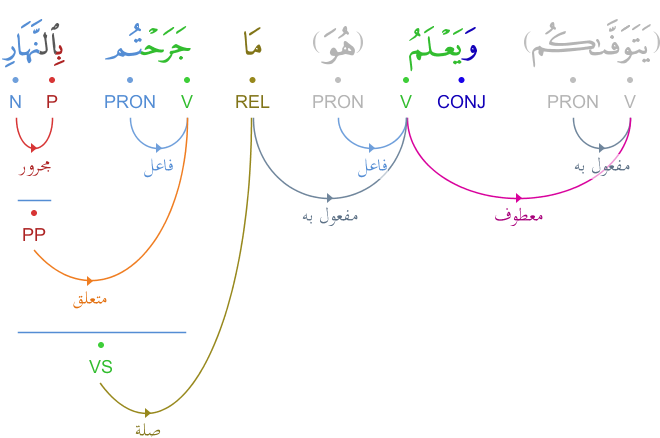 (يَتَوَفَّىٰكُم) وَيَعْلَمُ (هُوَ) مَا جَرَحْتُم بِٱلنَّهَارِ
V PRON CONJ V PRON REL V PRON P N
مفعول به فاعل فاعل مجرور
معطوف مفعول به
PP
متعلق
VS
صلة